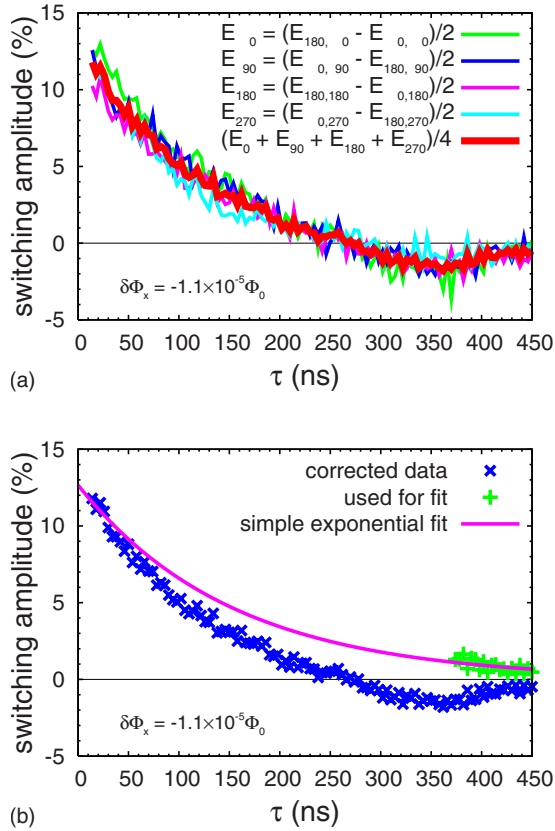 switching amplitude (%)
15
10
5
0
-5
E_0 = (E_180, 0 - E_0, 0)/2
E_90 = (E_0, 90 - E_180, 90)/2
E_180 = (E_180,180 - E_0,180)/2
E_270 = (E_0,270 - E_180,270)/2
(E_0 + E_90 + E_180 + E_270)/4
δΦ_x = -1.1×10^-5Φ_0
0 50 100 150 200 250 300 350 400 450
τ (ns)
(a)
switching amplitude (%)
15
10
5
0
-5
corrected data
used for fit
simple exponential fit
δΦ_x = -1.1×10^-5Φ_0
0 50 100 150 200 250 300 350 400 450
τ (ns)
(b)